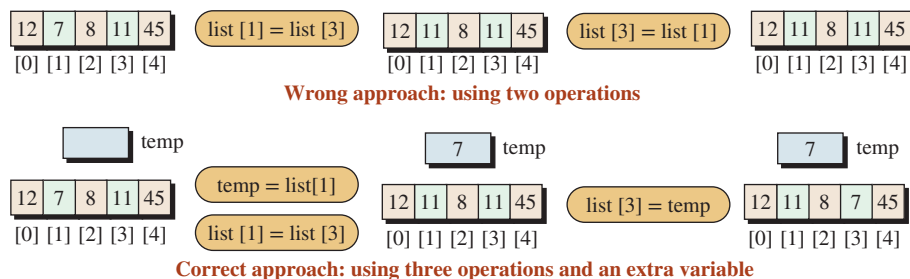 12 7 8 11 45 list [1] = list [3] 12 11 8 11 45 list [3] = list [1] 12 11 8 11 45
[0] [1] [2] [3] [4] [0] [1] [2] [3] [4] [0] [1] [2] [3] [4]
Wrong approach: using two operations
temp 7 temp 7 temp
temp = list[1]
12 7 8 11 45 12 11 8 11 45 list [3] = temp 12 11 8 7 45
list [1] = list [3]
[0] [1] [2] [3] [4] [0] [1] [2] [3] [4] [0] [1] [2] [3] [4]
Correct approach: using three operations and an extra variable